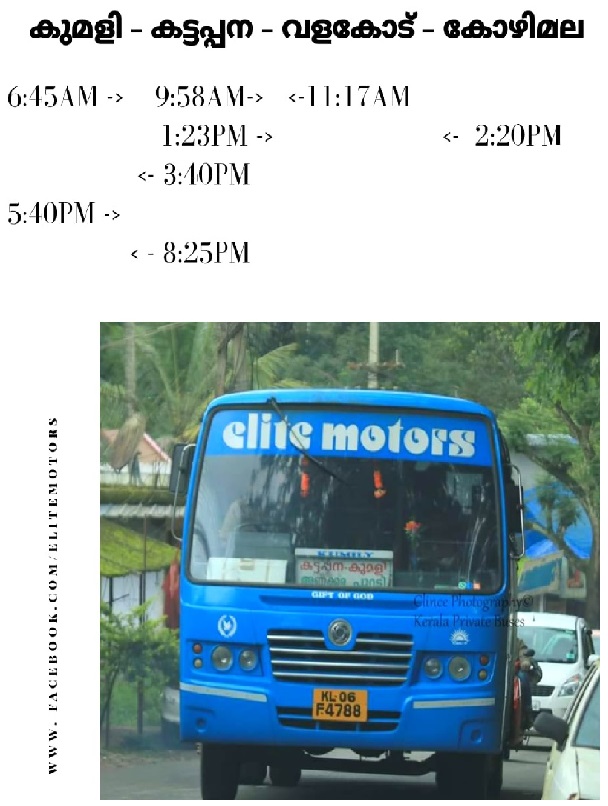 കുമളി - കട്ടപ്പന - വളകോട് - കോഴിമല
6:45AM -> 9:58AM-> <-11:17AM
1:23PM -> <- 2:20PM
<- 3:40PM
5:40PM ->
< - 8:25PM
WWW. FACEBOOK.COM/ELITEMOTORS
elite motors
KUMILY
കട്ടപ്പന-കുമളി
GIFT OF GOD
Photography©
Kerala Private Buses
KL·06
F4788